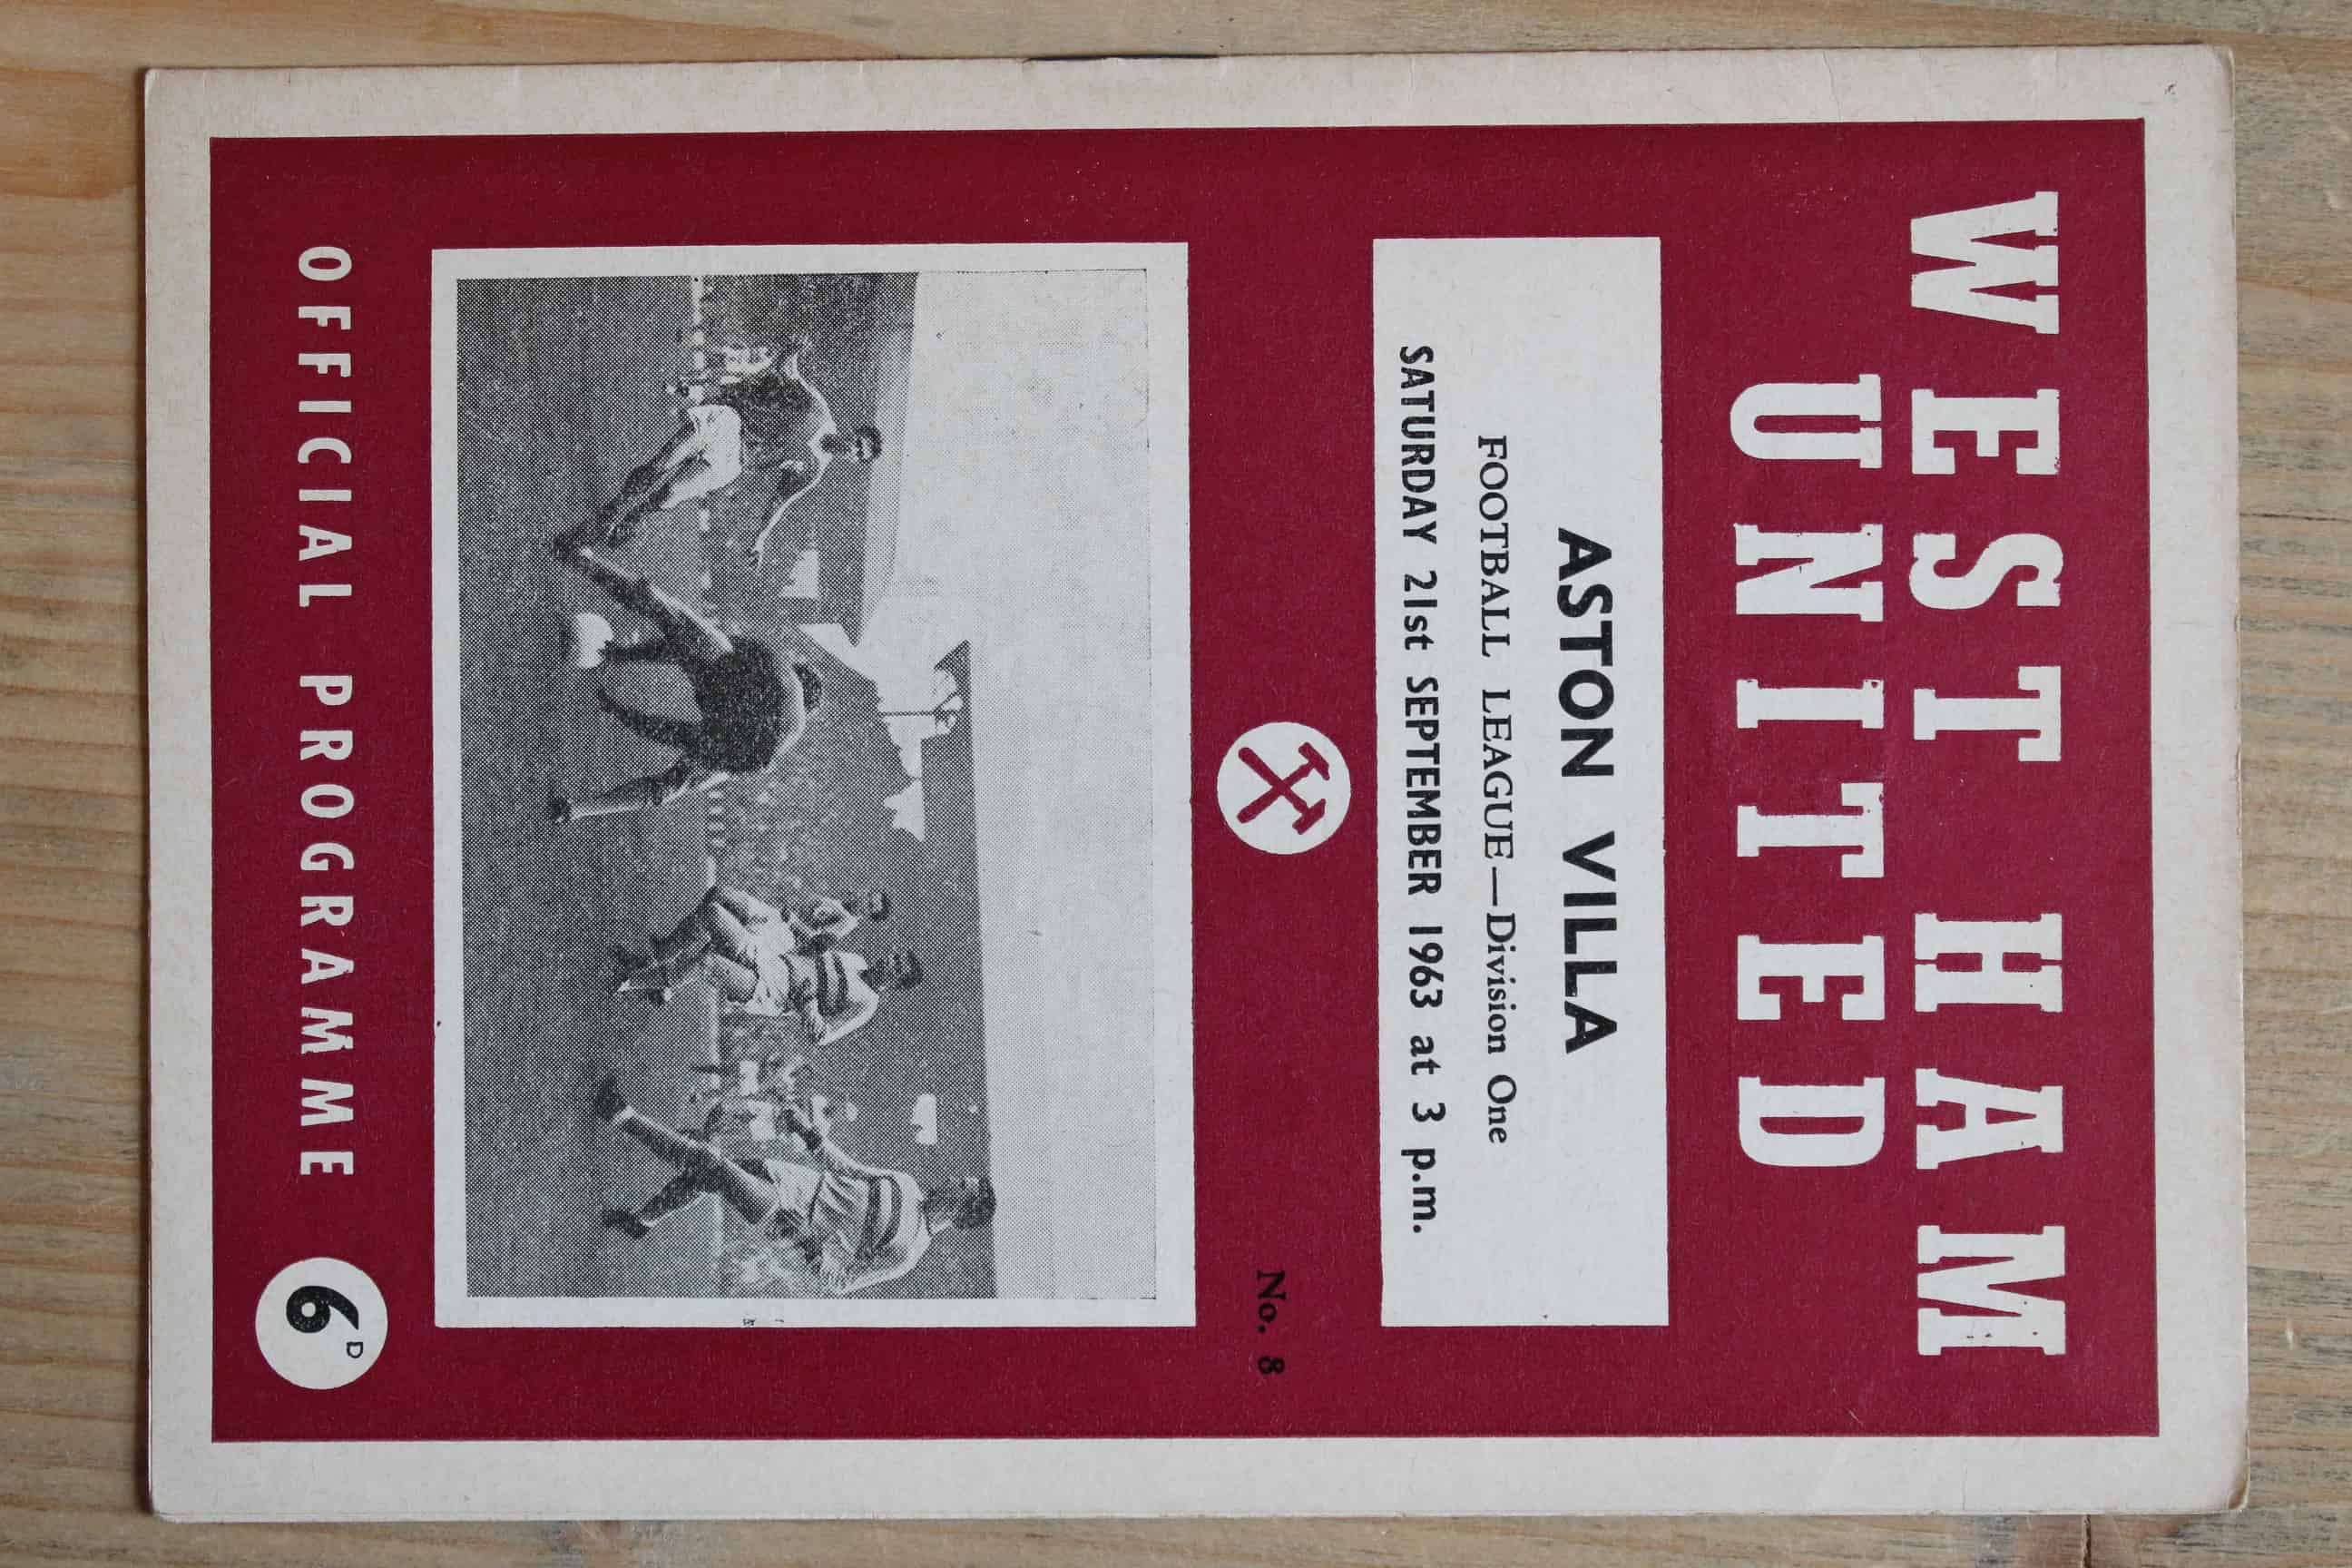 WEST HAM
UNITED
ASTON VILLA
FOOTBALL LEAGUE—Division One
SATURDAY 21st SEPTEMBER 1963 at 3 p.m.
No. 8
OFFICIAL PROGRAMME
6D